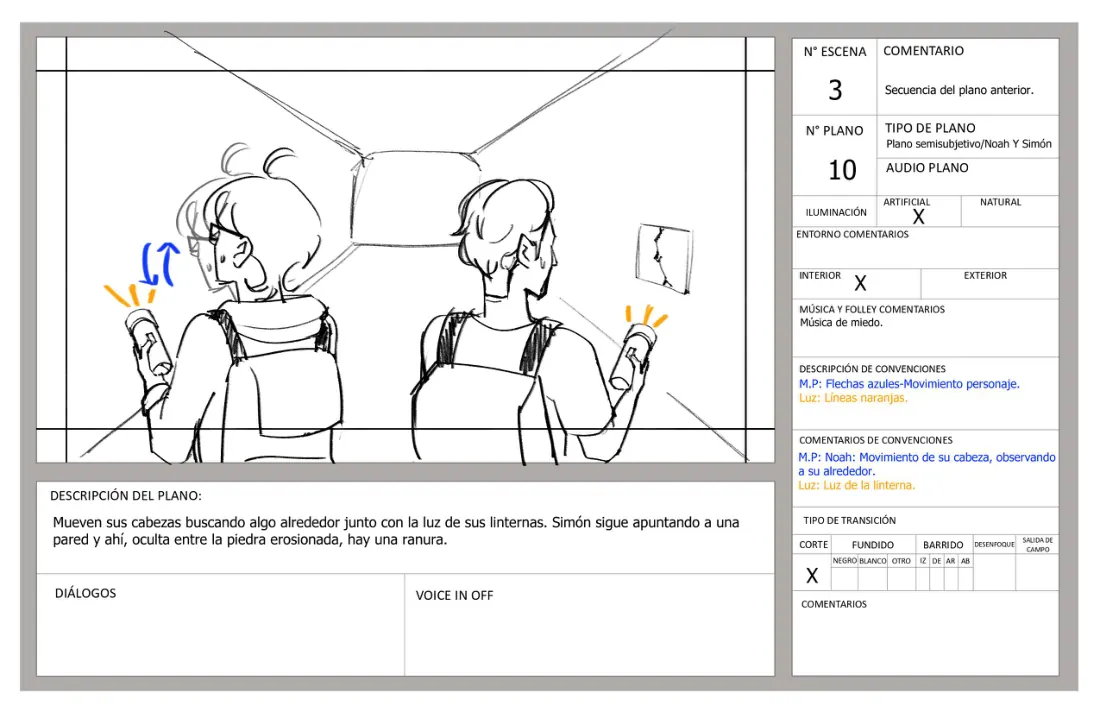 N° ESCENA
3
COMENTARIO
Secuencia del plano anterior.
N° PLANO
10
TIPO DE PLANO
Plano semisubjetivo/Noah Y Simón
AUDIO PLANO
ILUMINACIÓN
ARTIFICIAL
X
NATURAL
ENTORNO COMENTARIOS
INTERIOR
X
EXTERIOR
MÚSICA Y FOLLEY COMENTARIOS
Música de miedo.
DESCRIPCIÓN DE CONVENCIONES
M.P: Flechas azules-Movimiento personaje.
Luz: Líneas naranjas.
COMENTARIOS DE CONVENCIONES
M.P: Noah: Movimiento de su cabeza, observando
a su alrededor.
Luz: Luz de la linterna.
TIPO DE TRANSICIÓN
CORTE
X
FUNDIDO
NEGRO BLANCO OTRO
BARRIDO
IZ DE AR AB
DESENFOQUE
SALIDA DE
CAMPO
COMENTARIOS
DESCRIPCIÓN DEL PLANO:
Mueven sus cabezas buscando algo alrededor junto con la luz de sus linternas. Simón sigue apuntando a una
pared y ahí, oculta entre la piedra erosionada, hay una ranura.
DIÁLOGOS
VOICE IN OFF